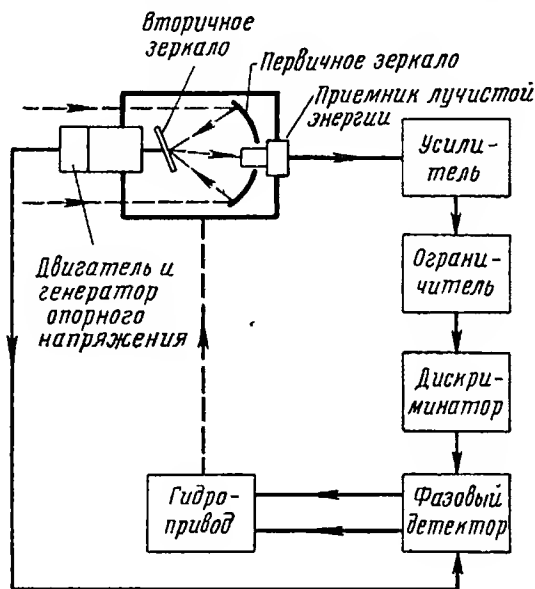 Вторичное
зеркало
Первичное зеркало
Приемник лучистой
энергии
Усили-
тель
Двигатель и
генератор
опорного
напряжения
Ограни-
читель
Дискри-
минатор
Гидро-
привод
Фазовый
детектор